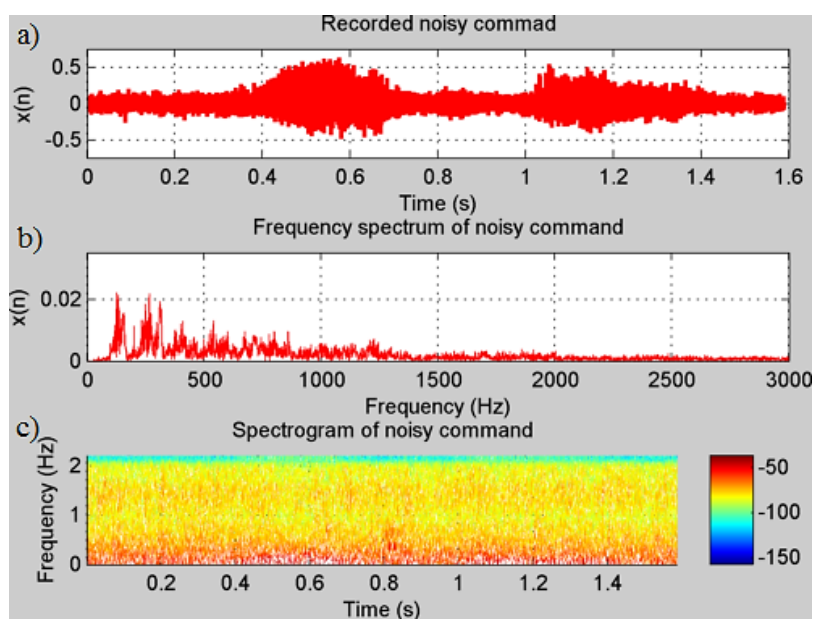 a)
Recorded noisy commad
x(n)
0.5
0
-0.5
0 0.2 0.4 0.6 0.8 1 1.2 1.4 1.6
Time (s)
b)
Frequency spectrum of noisy command
x(n)
0.02
0
0 500 1000 1500 2000 2500 3000
Frequency (Hz)
c)
Spectrogram of noisy command
Frequency (Hz)
2
1
0
0.2 0.4 0.6 0.8 1 1.2 1.4
Time (s)
-50
-100
-150